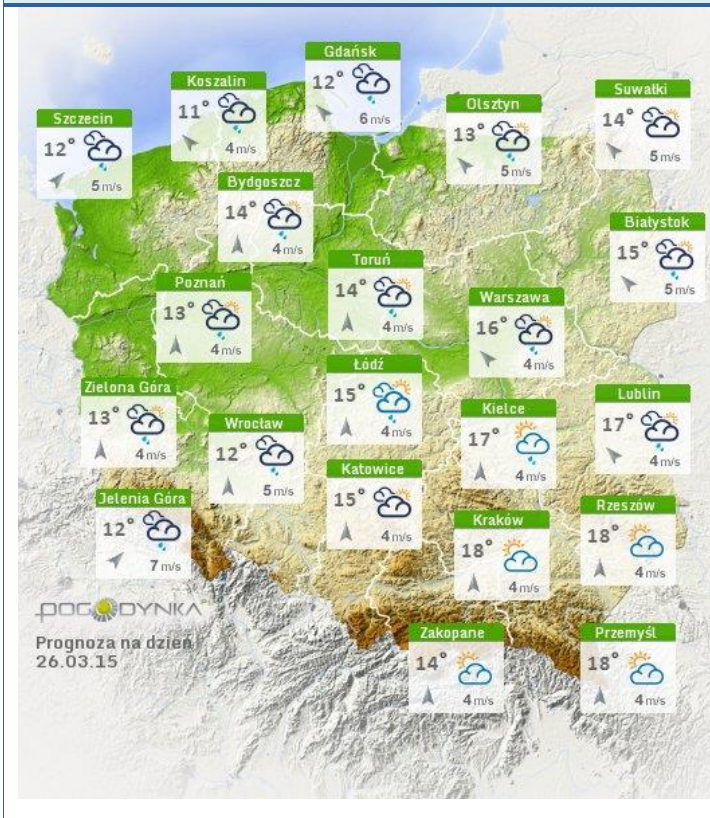 Gdańsk
12°
6 m/s
Koszalin
11°
4 m/s
Szczecin
12°
5 m/s
Olsztyn
13°
5 m/s
Suwałki
14°
5 m/s
Bydgoszcz
14°
4 m/s
Białystok
15°
5 m/s
Toruń
14°
4 m/s
Poznań
13°
4 m/s
Warszawa
16°
4 m/s
Łódź
15°
4 m/s
Zielona Góra
13°
4 m/s
Wrocław
12°
5 m/s
Kielce
17°
4 m/s
Lublin
17°
4 m/s
Katowice
15°
4 m/s
Jelenia Góra
12°
7 m/s
Kraków
18°
4 m/s
Rzeszów
18°
4 m/s
POGODYNKA
Prognoza na dzień
26.03.15
Zakopane
14°
4 m/s
Przemyśl
18°
4 m/s